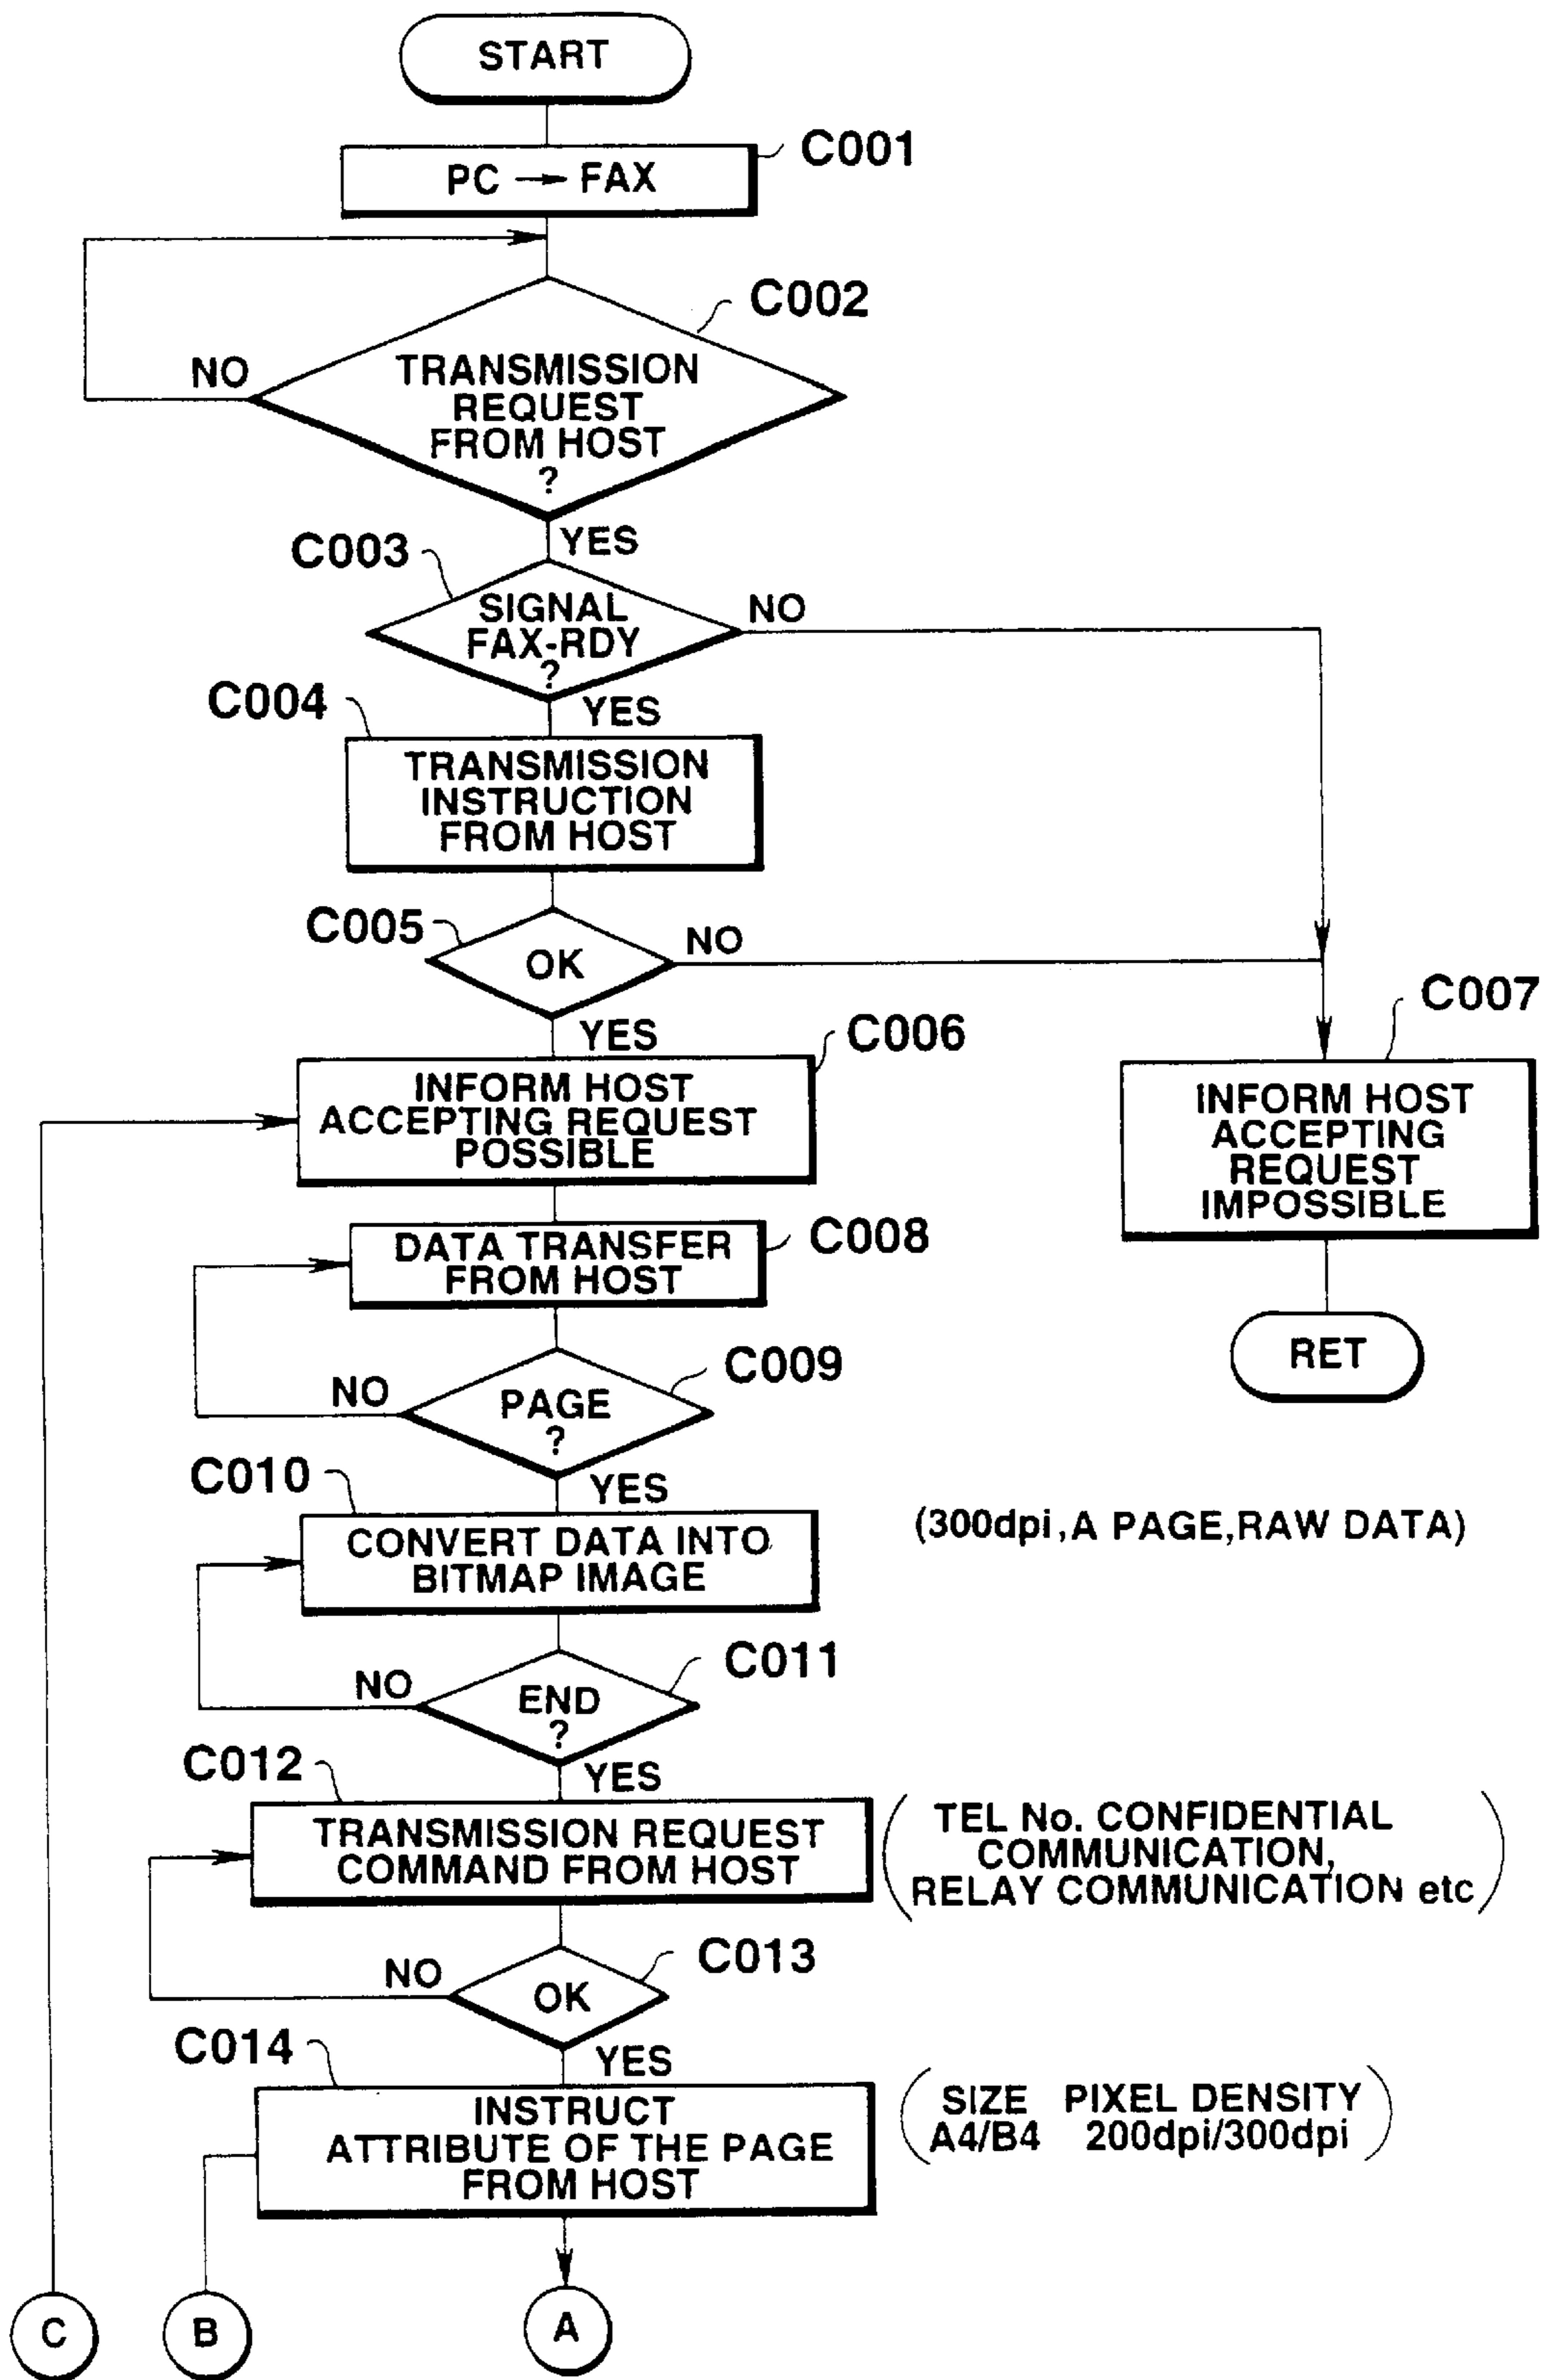 START
C001
PC → FAX
C002
NO
TRANSMISSION
REQUEST
FROM HOST
?
YES
C003
SIGNAL
FAX-RDY
?
NO
YES
C004
TRANSMISSION
INSTRUCTION
FROM HOST
C005
OK
NO
YES
C006
INFORM HOST
ACCEPTING REQUEST
POSSIBLE
C007
INFORM HOST
ACCEPTING
REQUEST
IMPOSSIBLE
RET
C008
DATA TRANSFER
FROM HOST
C009
NO
PAGE
?
YES
C010
CONVERT DATA INTO
BITMAP IMAGE
(300dpi,A PAGE,RAW DATA)
C011
NO
END
?
YES
C012
TRANSMISSION REQUEST
COMMAND FROM HOST
(TEL No. CONFIDENTIAL
COMMUNICATION,
RELAY COMMUNICATION etc)
C013
NO
OK
YES
C014
INSTRUCT
ATTRIBUTE OF THE PAGE
FROM HOST
(SIZE PIXEL DENSITY
A4/B4 200dpi/300dpi)
C
B
A